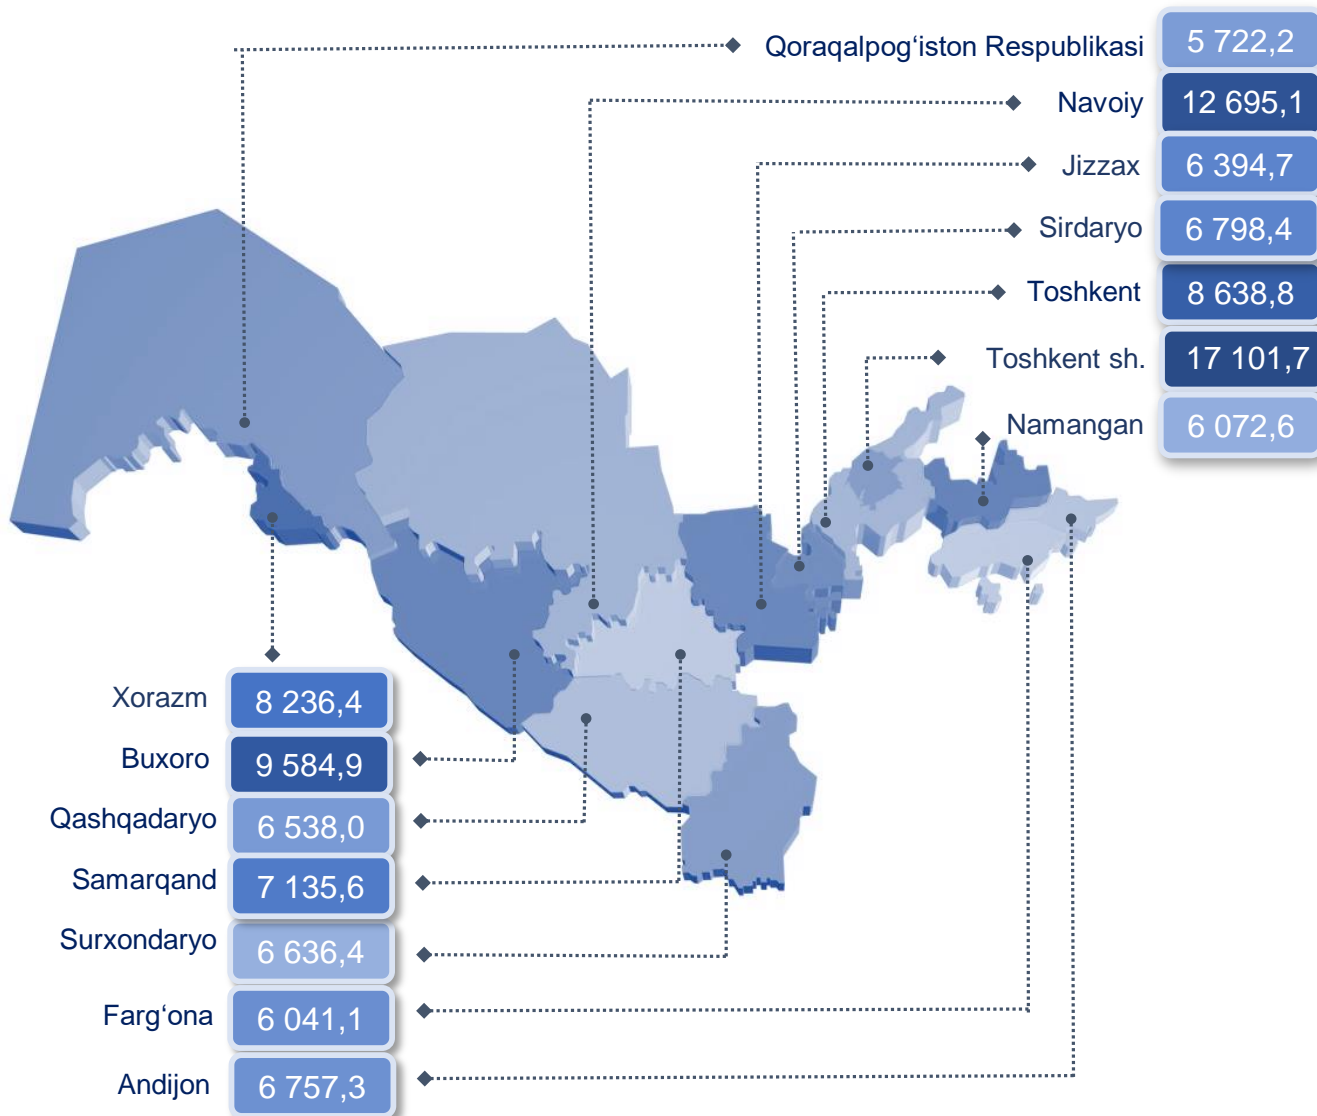 Qoraqalpog‘iston Respublikasi 5 722,2
Navoiy 12 695,1
Jizzax 6 394,7
Sirdaryo 6 798,4
Toshkent 8 638,8
Toshkent sh. 17 101,7
Namangan 6 072,6
Xorazm 8 236,4
Buxoro 9 584,9
Qashqadaryo 6 538,0
Samarqand 7 135,6
Surxondaryo 6 636,4
Farg‘ona 6 041,1
Andijon 6 757,3